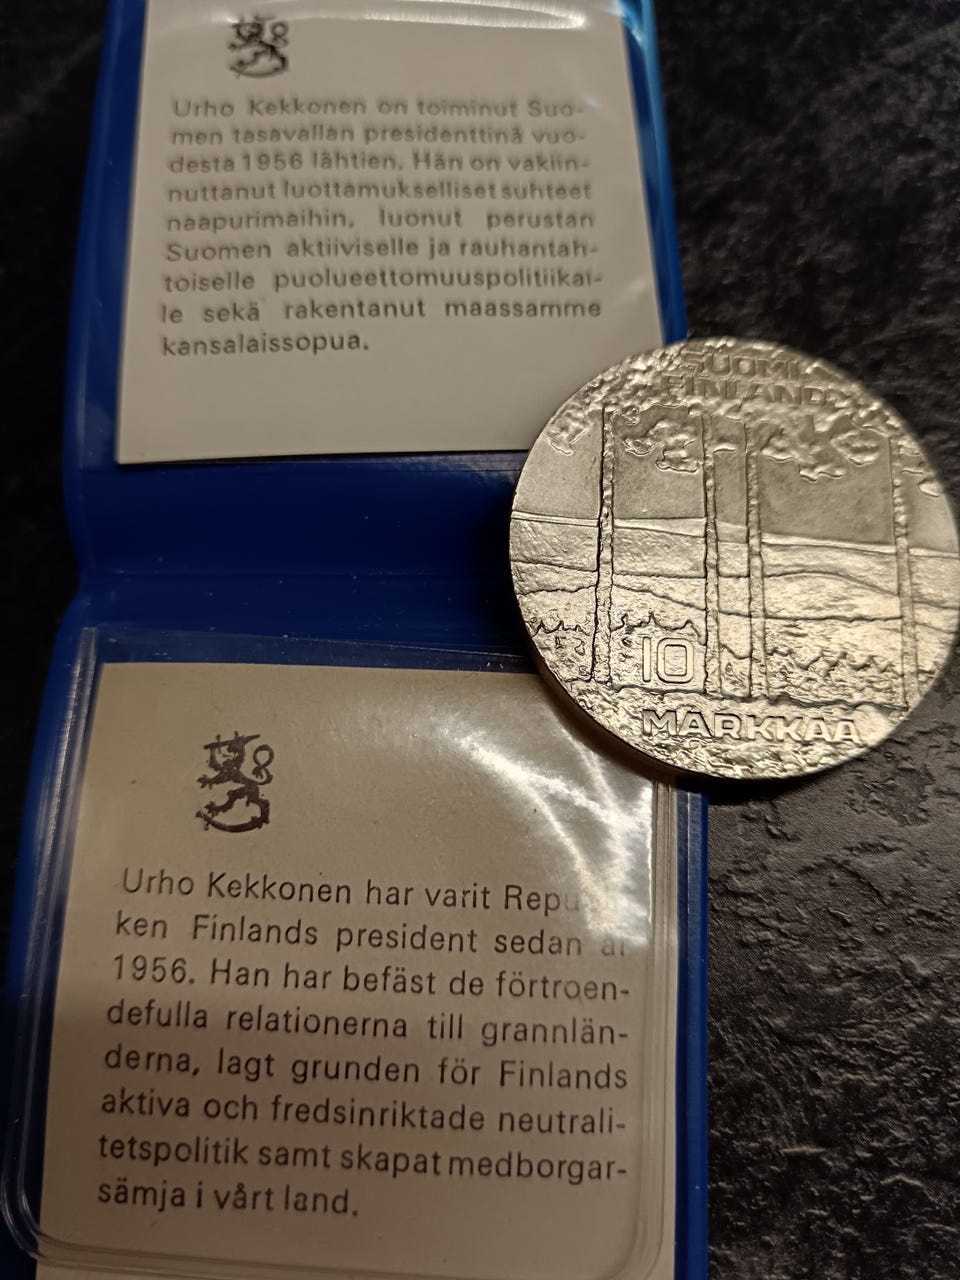 Urho Kekkonen on toiminut Suo-
men tasavallan presidenttinä vuo-
desta 1956 lähtien. Hän on vakiin-
nuttanut luottamukselliset suhteet
naapurimaihin, luonut perustan
Suomen aktiiviselle ja rauhantah-
toiselle puolueettomuuspolitiikal-
le sekä rakentanut maassamme
kansalaissopua.
SUOMI
FINLAND
10
MARKKAA
Urho Kekkonen har varit
ken Finlands president sedan
1956. Han har befäst de förtroen-
defulla relationerna till grannlän-
derna, lagt grunden för Finlands
aktiva och fredsinriktade neutrali-
tetspolitik samt skapat medborgar-
sämja i vårt land.